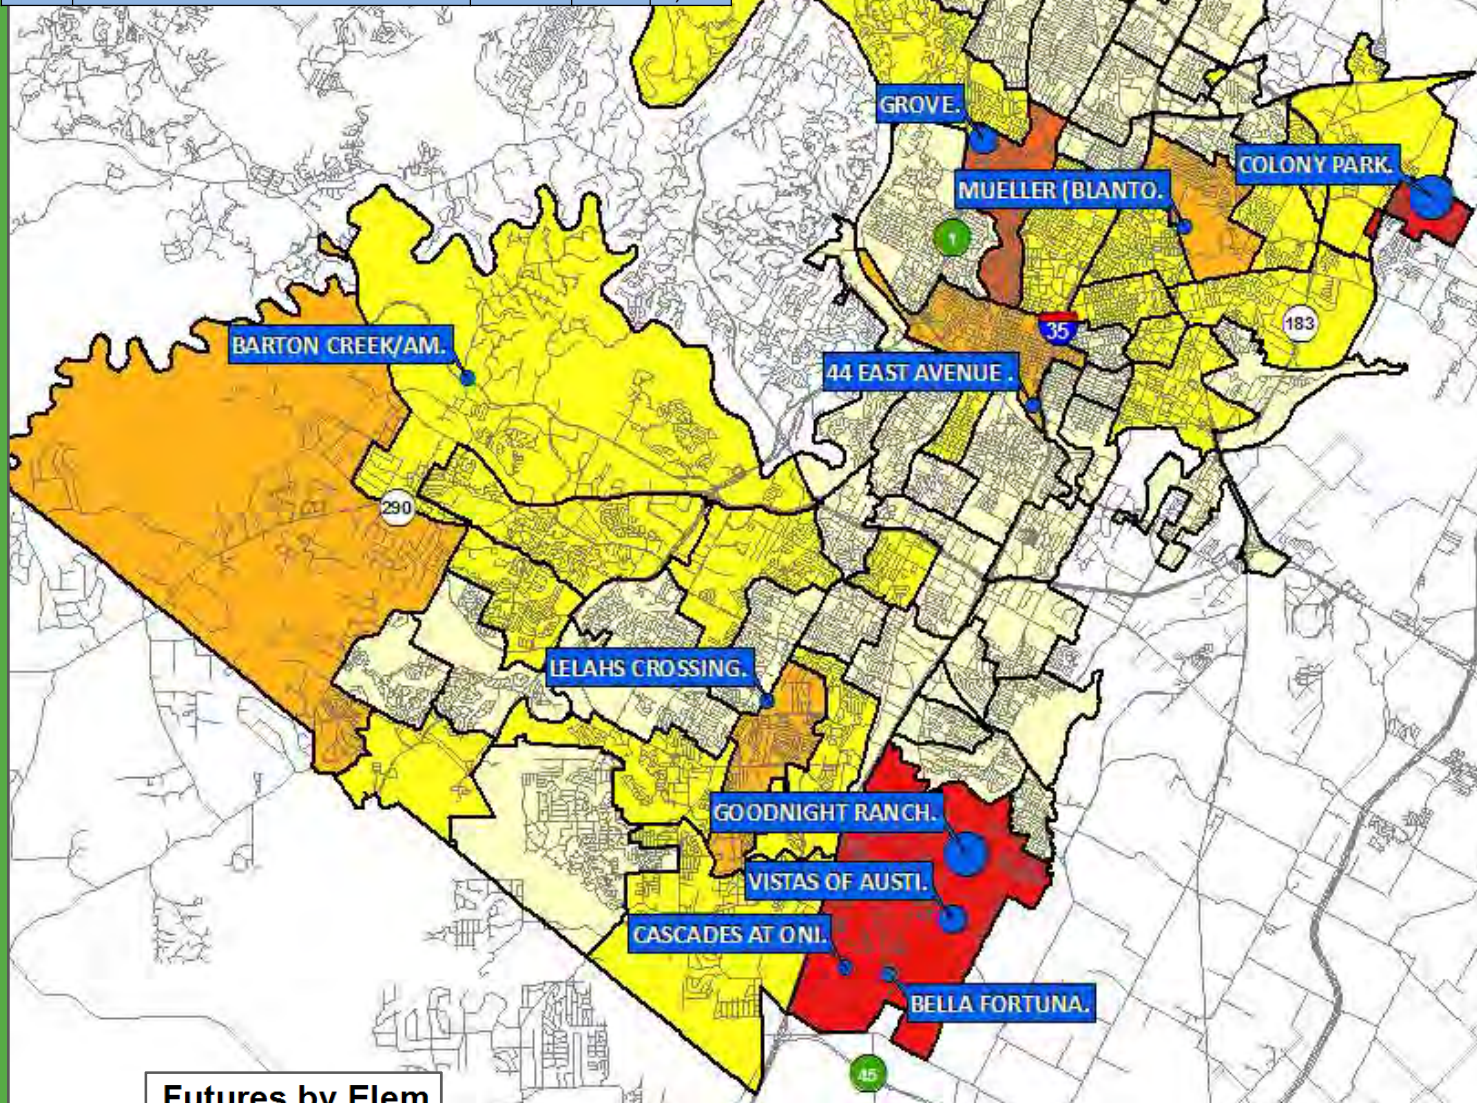 GROVE.
COLONY PARK.
MUELLER (BLANTO.
1
183
35
BARTON CREEK/AM.
44 EAST AVENUE .
290
LELAHS CROSSING.
GOODNIGHT RANCH.
VISTAS OF AUSTI.
CASCADES AT ONI.
BELLA FORTUNA.
45
Futures by Elem